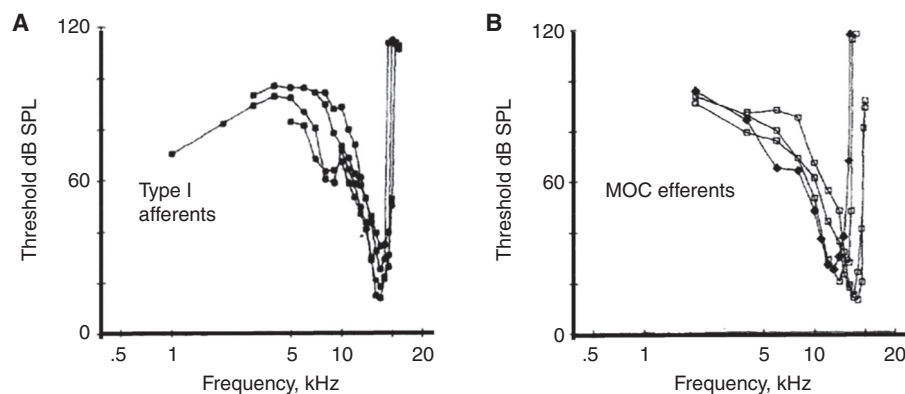 A
120
60
0
Threshold dB SPL
Type I
afferents
.5 1 5 10 20
Frequency, kHz
B
120
60
0
Threshold dB SPL
MOC efferents
.5 1 5 10 20
Frequency, kHz